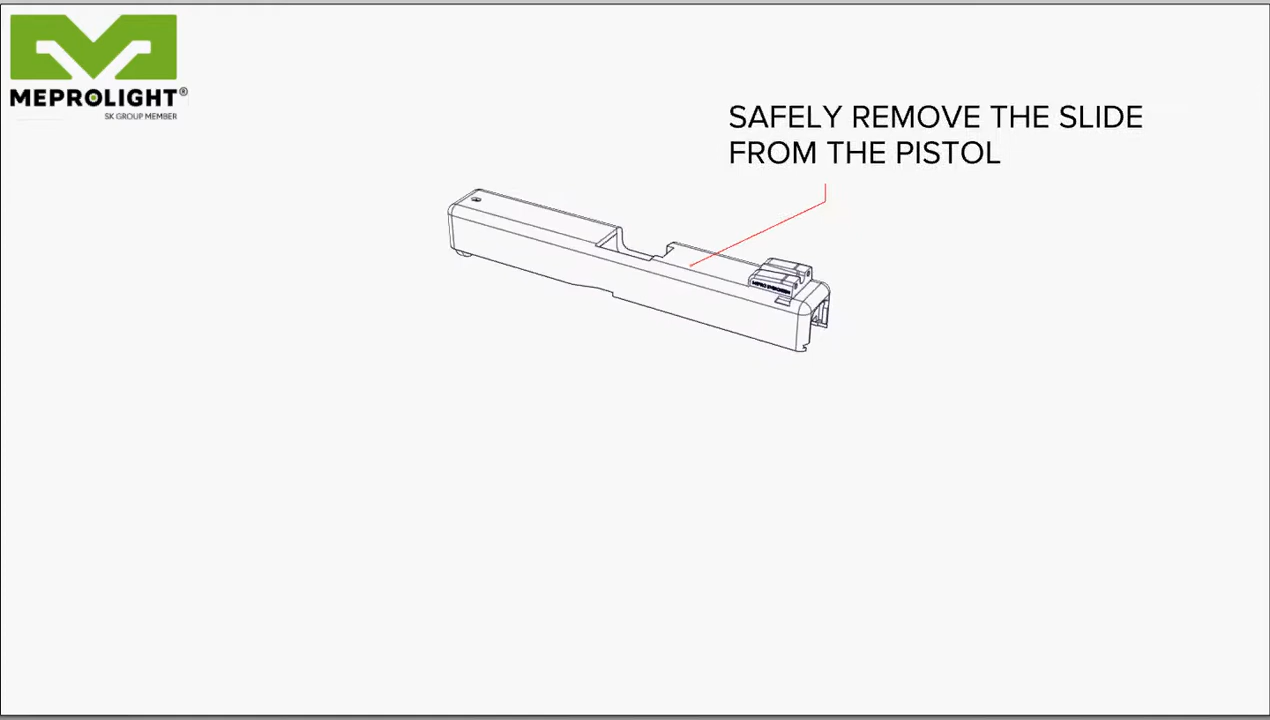 MEPROLIGHT®
SK GROUP MEMBER
SAFELY REMOVE THE SLIDE
FROM THE PISTOL